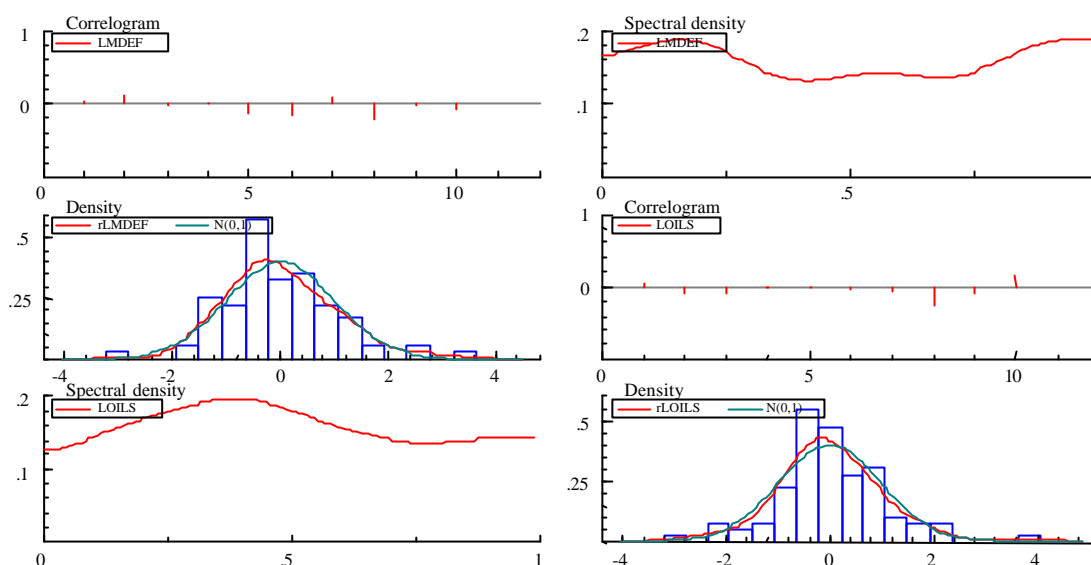 Correlogram
1
LMDEF
0
0 5 10
Spectral density
.2
LMDEF
.1
0 .5
Density
.5
rLMDEF N(0,1)
.25
-4 -2 0 2 4
Correlogram
1
LOILS
0
0 5 10
Spectral density
.2
LOILS
.1
0 .5 1
Density
.5
rLOILS N(0,1)
.25
-4 -2 0 2